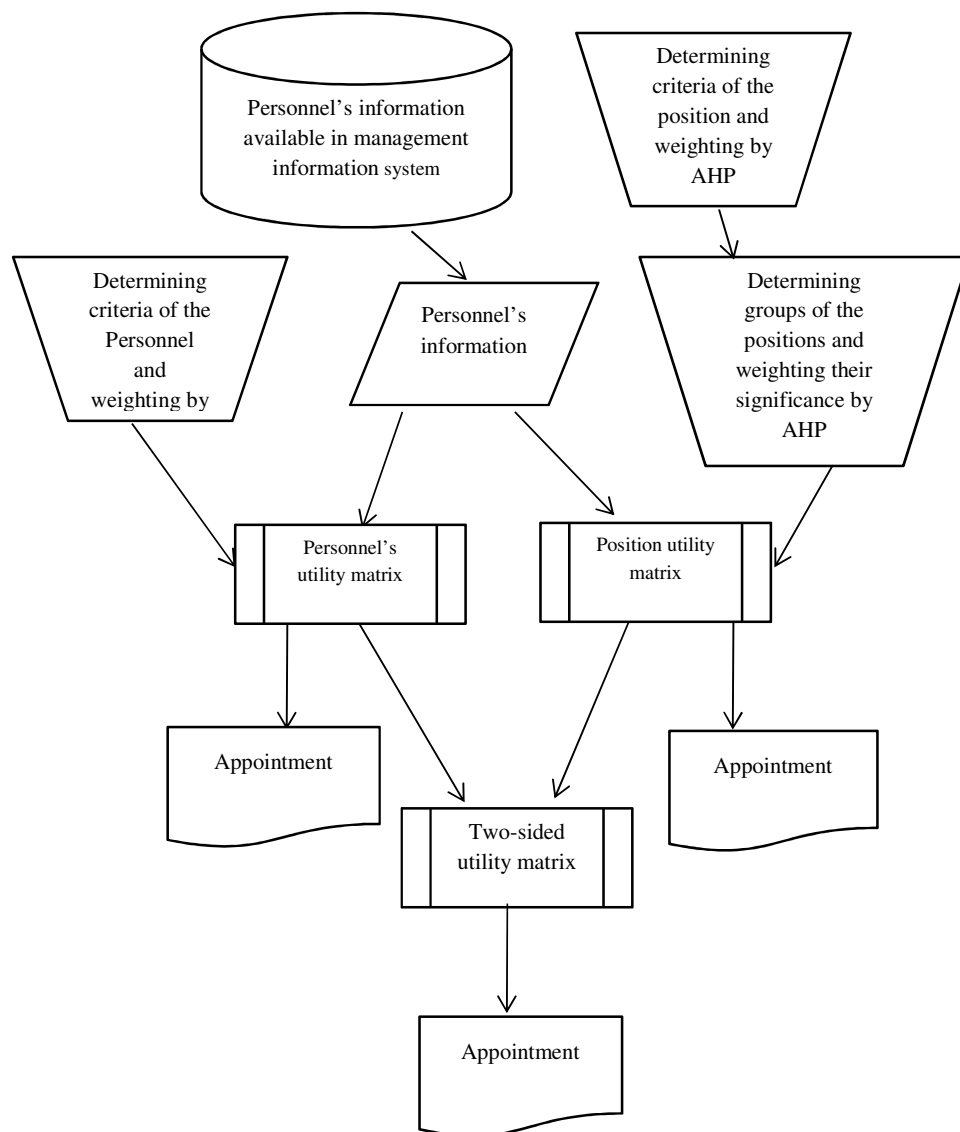 Personnel's information
available in management
information system
Determining
criteria of the
position and
weighting by
AHP
Determining
criteria of the
Personnel
and
weighting by
Personnel's
information
Determining
groups of the
positions and
weighting their
significance by
AHP
Personnel's
utility matrix
Position utility
matrix
Appointment
Appointment
Two-sided
utility matrix
Appointment